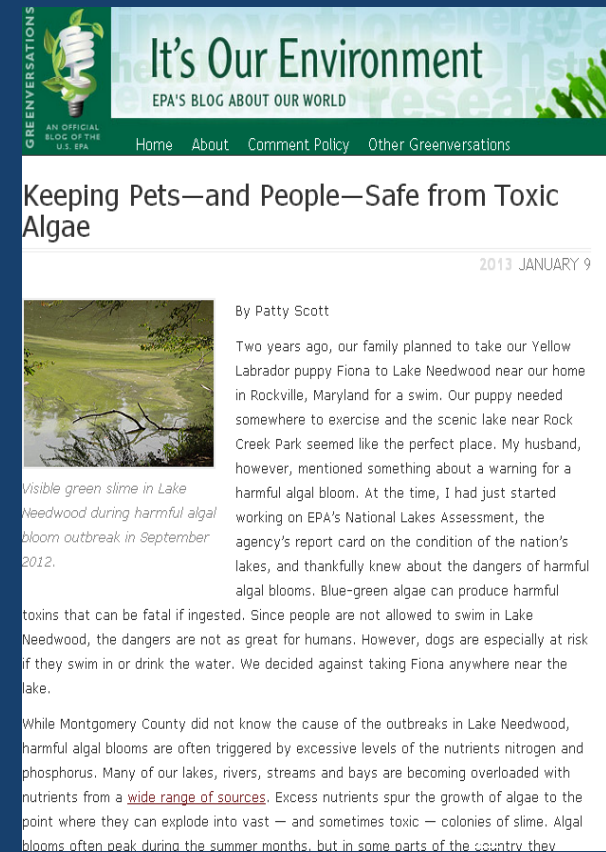 GREENVERSATIONS
AN OFFICIAL
BLOG OF THE
U.S. EPA
It's Our Environment
EPA'S BLOG ABOUT OUR WORLD
Home About Comment Policy Other Greenversations
Keeping Pets—and People—Safe from Toxic
Algae
2013 JANUARY 9
By Patty Scott
Two years ago, our family planned to take our Yellow
Labrador puppy Fiona to Lake Needwood near our home
in Rockville, Maryland for a swim. Our puppy needed
somewhere to exercise and the scenic lake near Rock
Creek Park seemed like the perfect place. My husband,
however, mentioned something about a warning for a
harmful algal bloom. At the time, I had just started
working on EPA's National Lakes Assessment, the
agency's report card on the condition of the nation's
lakes, and thankfully knew about the dangers of harmful
algal blooms. Blue-green algae can produce harmful
Visible green slime in Lake
Needwood during harmful algal
bloom outbreak in September
2012.
toxins that can be fatal if ingested. Since people are not allowed to swim in Lake
Needwood, the dangers are not as great for humans. However, dogs are especially at risk
if they swim in or drink the water. We decided against taking Fiona anywhere near the
lake.
While Montgomery County did not know the cause of the outbreaks in Lake Needwood,
harmful algal blooms are often triggered by excessive levels of the nutrients nitrogen and
phosphorus. Many of our lakes, rivers, streams and bays are becoming overloaded with
nutrients from a wide range of sources. Excess nutrients spur the growth of algae to the
point where they can explode into vast — and sometimes toxic — colonies of slime. Algal
blooms often peak during the summer months, but in some parts of the country they